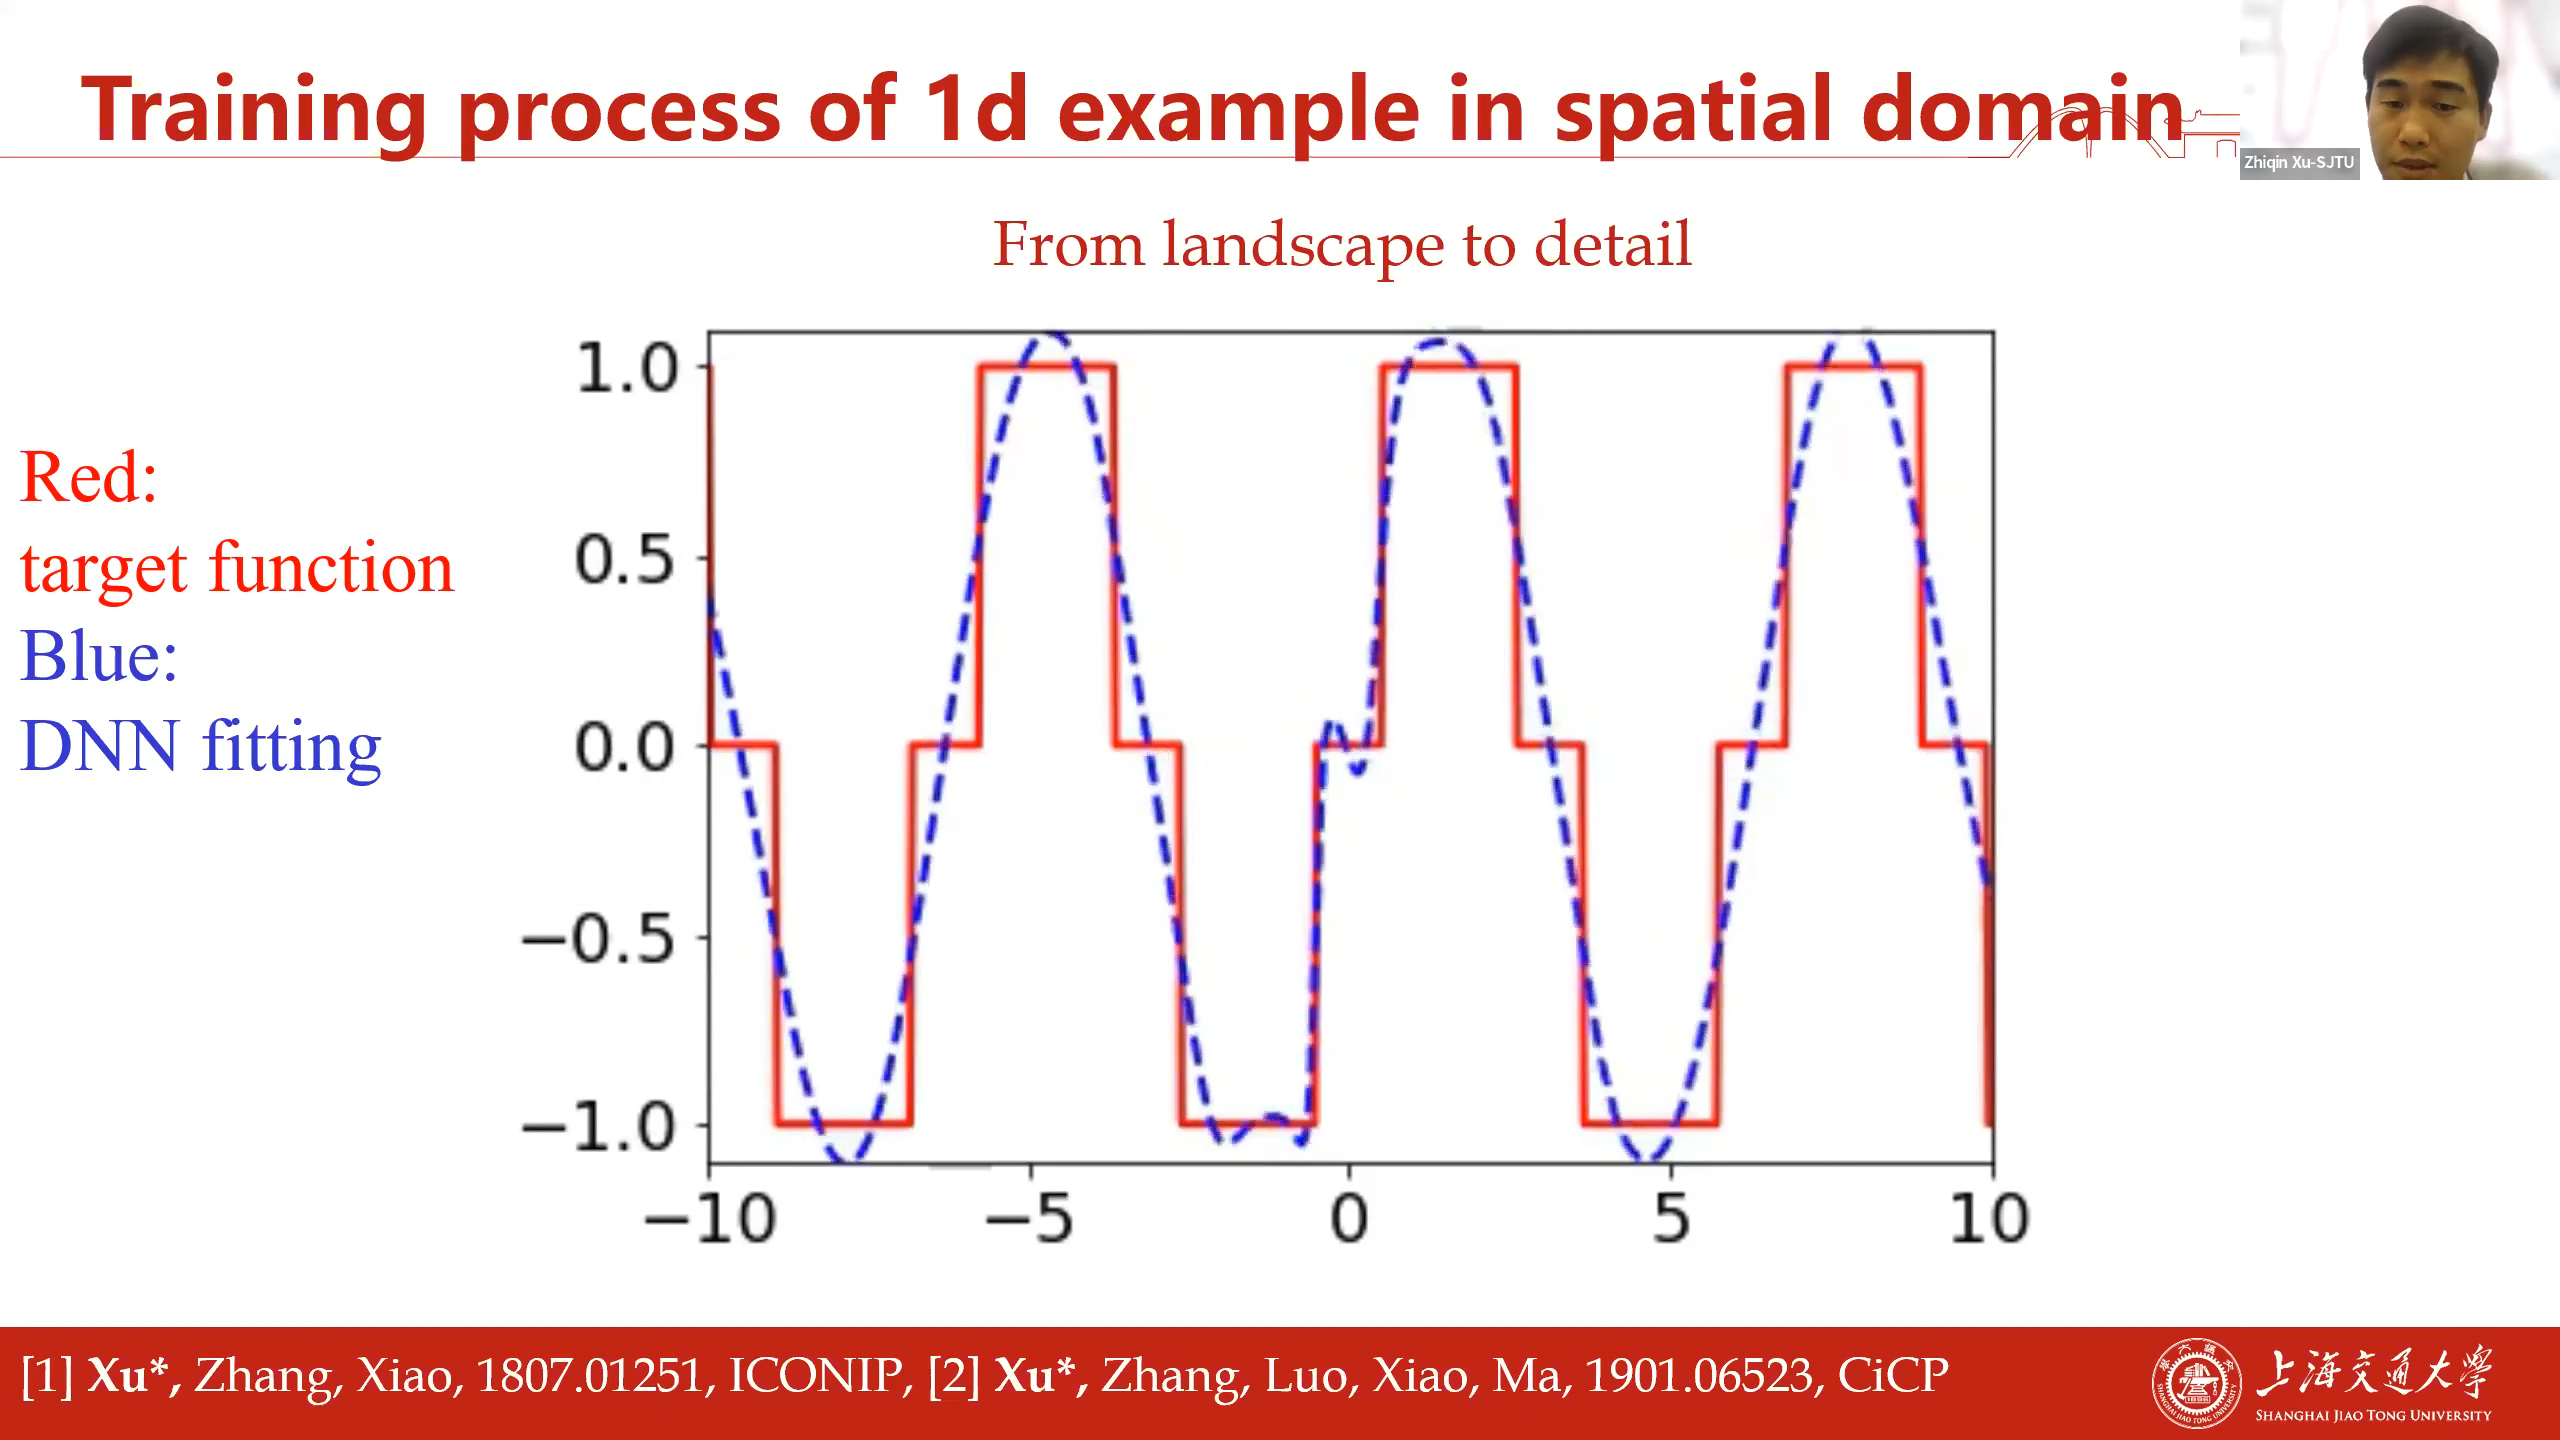 Training process of 1d example in spatial domain
Zhiqin Xu-SJTU
From landscape to detail
Red:
target function
Blue:
DNN fitting
1.0
0.5
0.0
−0.5
−1.0
−10
−5
0
5
10
[1] Xu*, Zhang, Xiao, 1807.01251, ICONIP, [2] Xu*, Zhang, Luo, Xiao, Ma, 1901.06523, CiCP
上海交通大学
SHANGHAI JIAO TONG UNIVERSITY